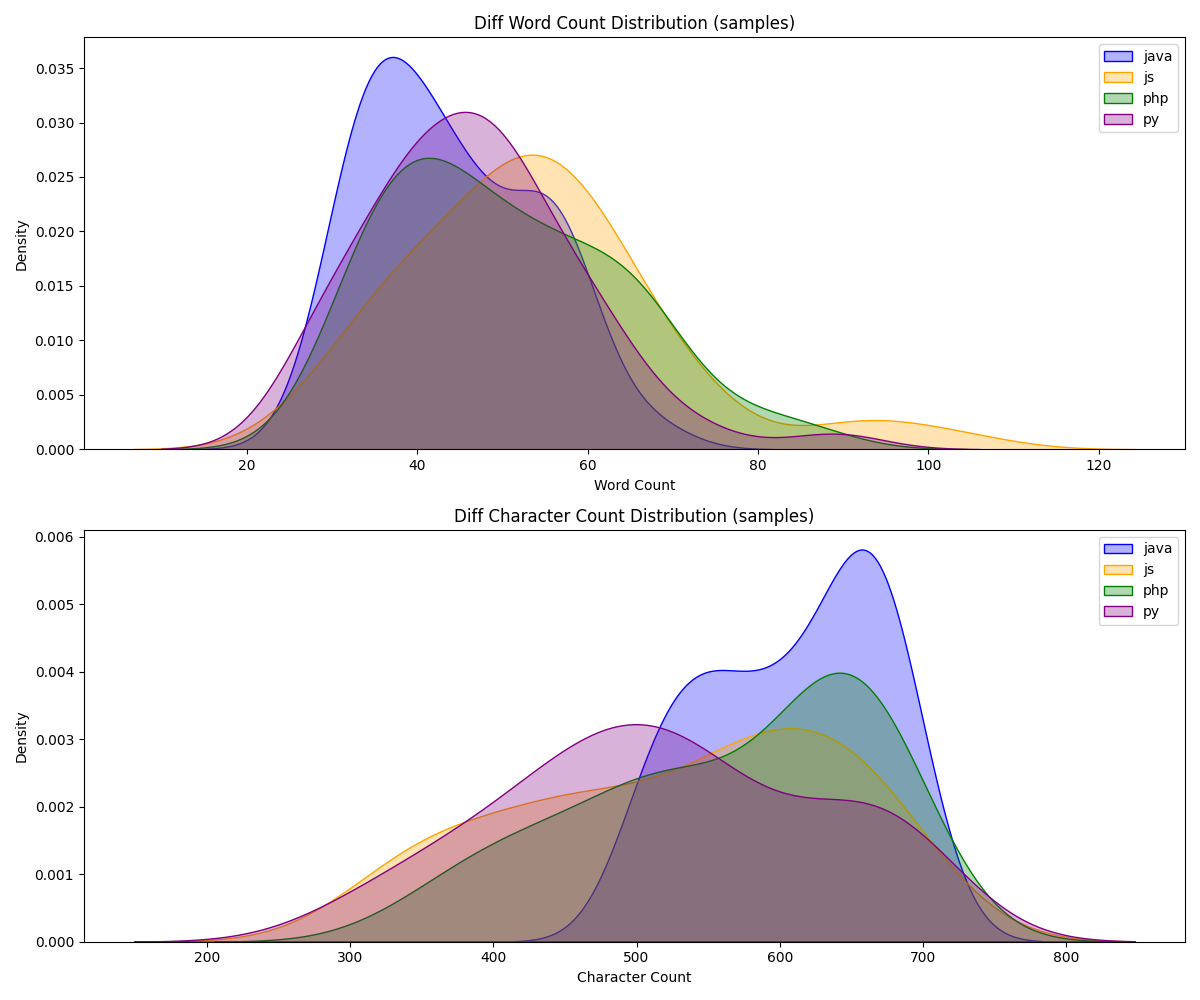 Diff Word Count Distribution (samples)
java
js
php
py
0.035
0.030
0.025
0.020
0.015
0.010
0.005
0.000
Density
20 40 60 80 100 120
Word Count
Diff Character Count Distribution (samples)
java
js
php
py
0.006
0.005
0.004
0.003
0.002
0.001
0.000
Density
200 300 400 500 600 700 800
Character Count